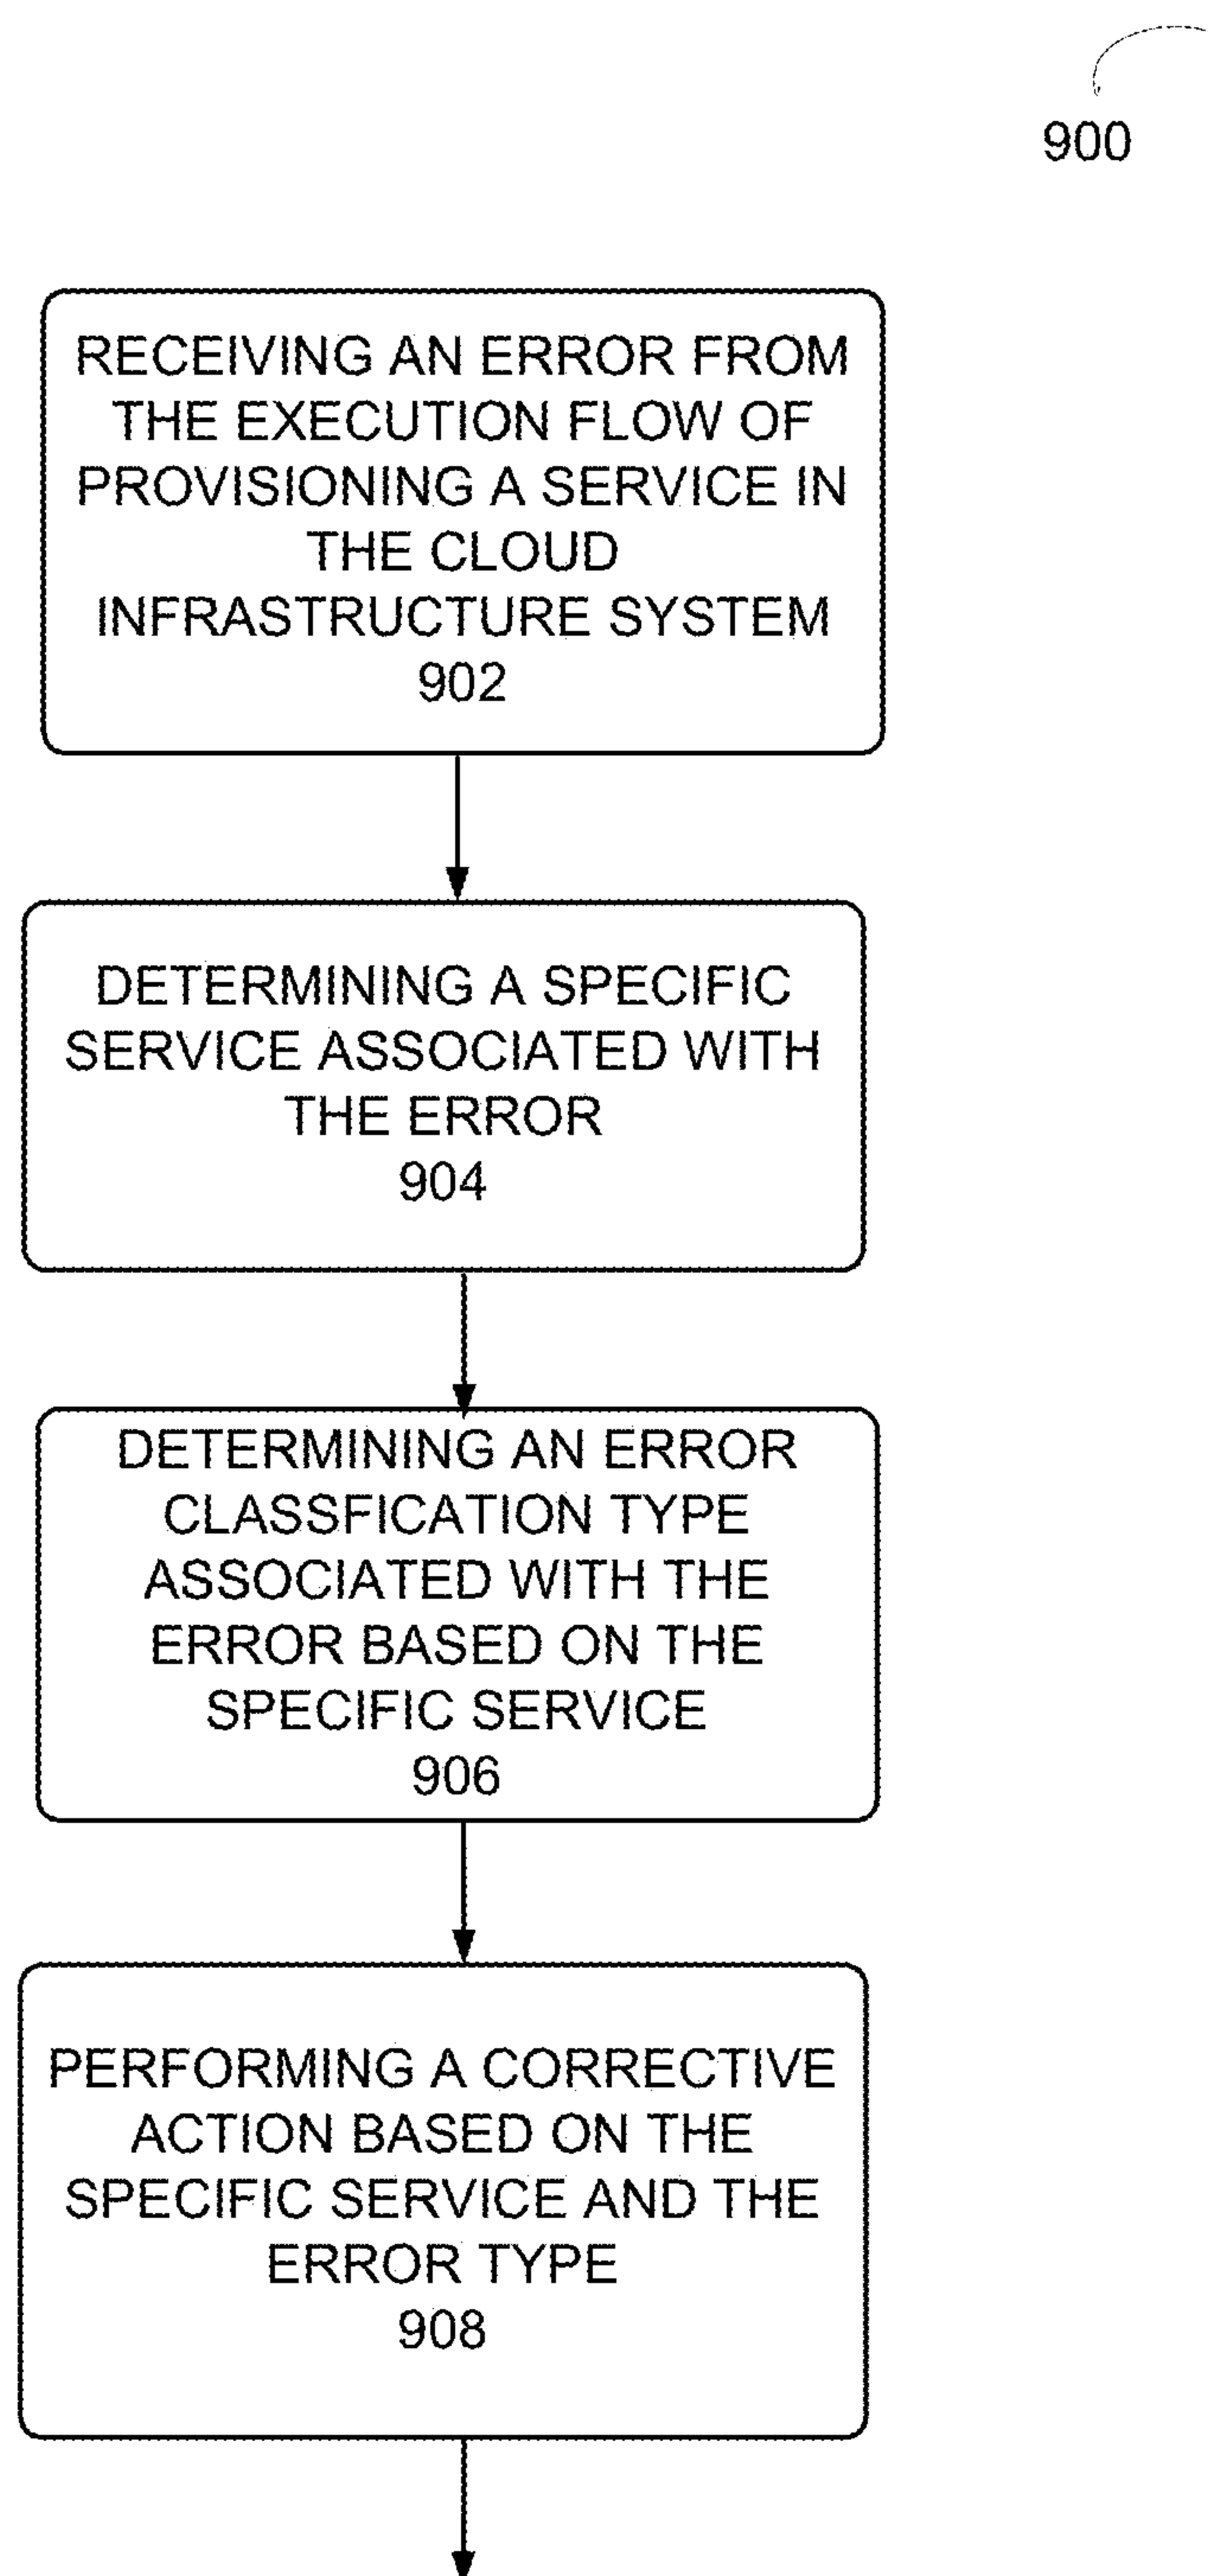 900
RECEIVING AN ERROR FROM
THE EXECUTION FLOW OF
PROVISIONING A SERVICE IN
THE CLOUD
INFRASTRUCTURE SYSTEM
902
DETERMINING A SPECIFIC
SERVICE ASSOCIATED WITH
THE ERROR
904
DETERMINING AN ERROR
CLASSFICATION TYPE
ASSOCIATED WITH THE
ERROR BASED ON THE
SPECIFIC SERVICE
906
PERFORMING A CORRECTIVE
ACTION BASED ON THE
SPECIFIC SERVICE AND THE
ERROR TYPE
908